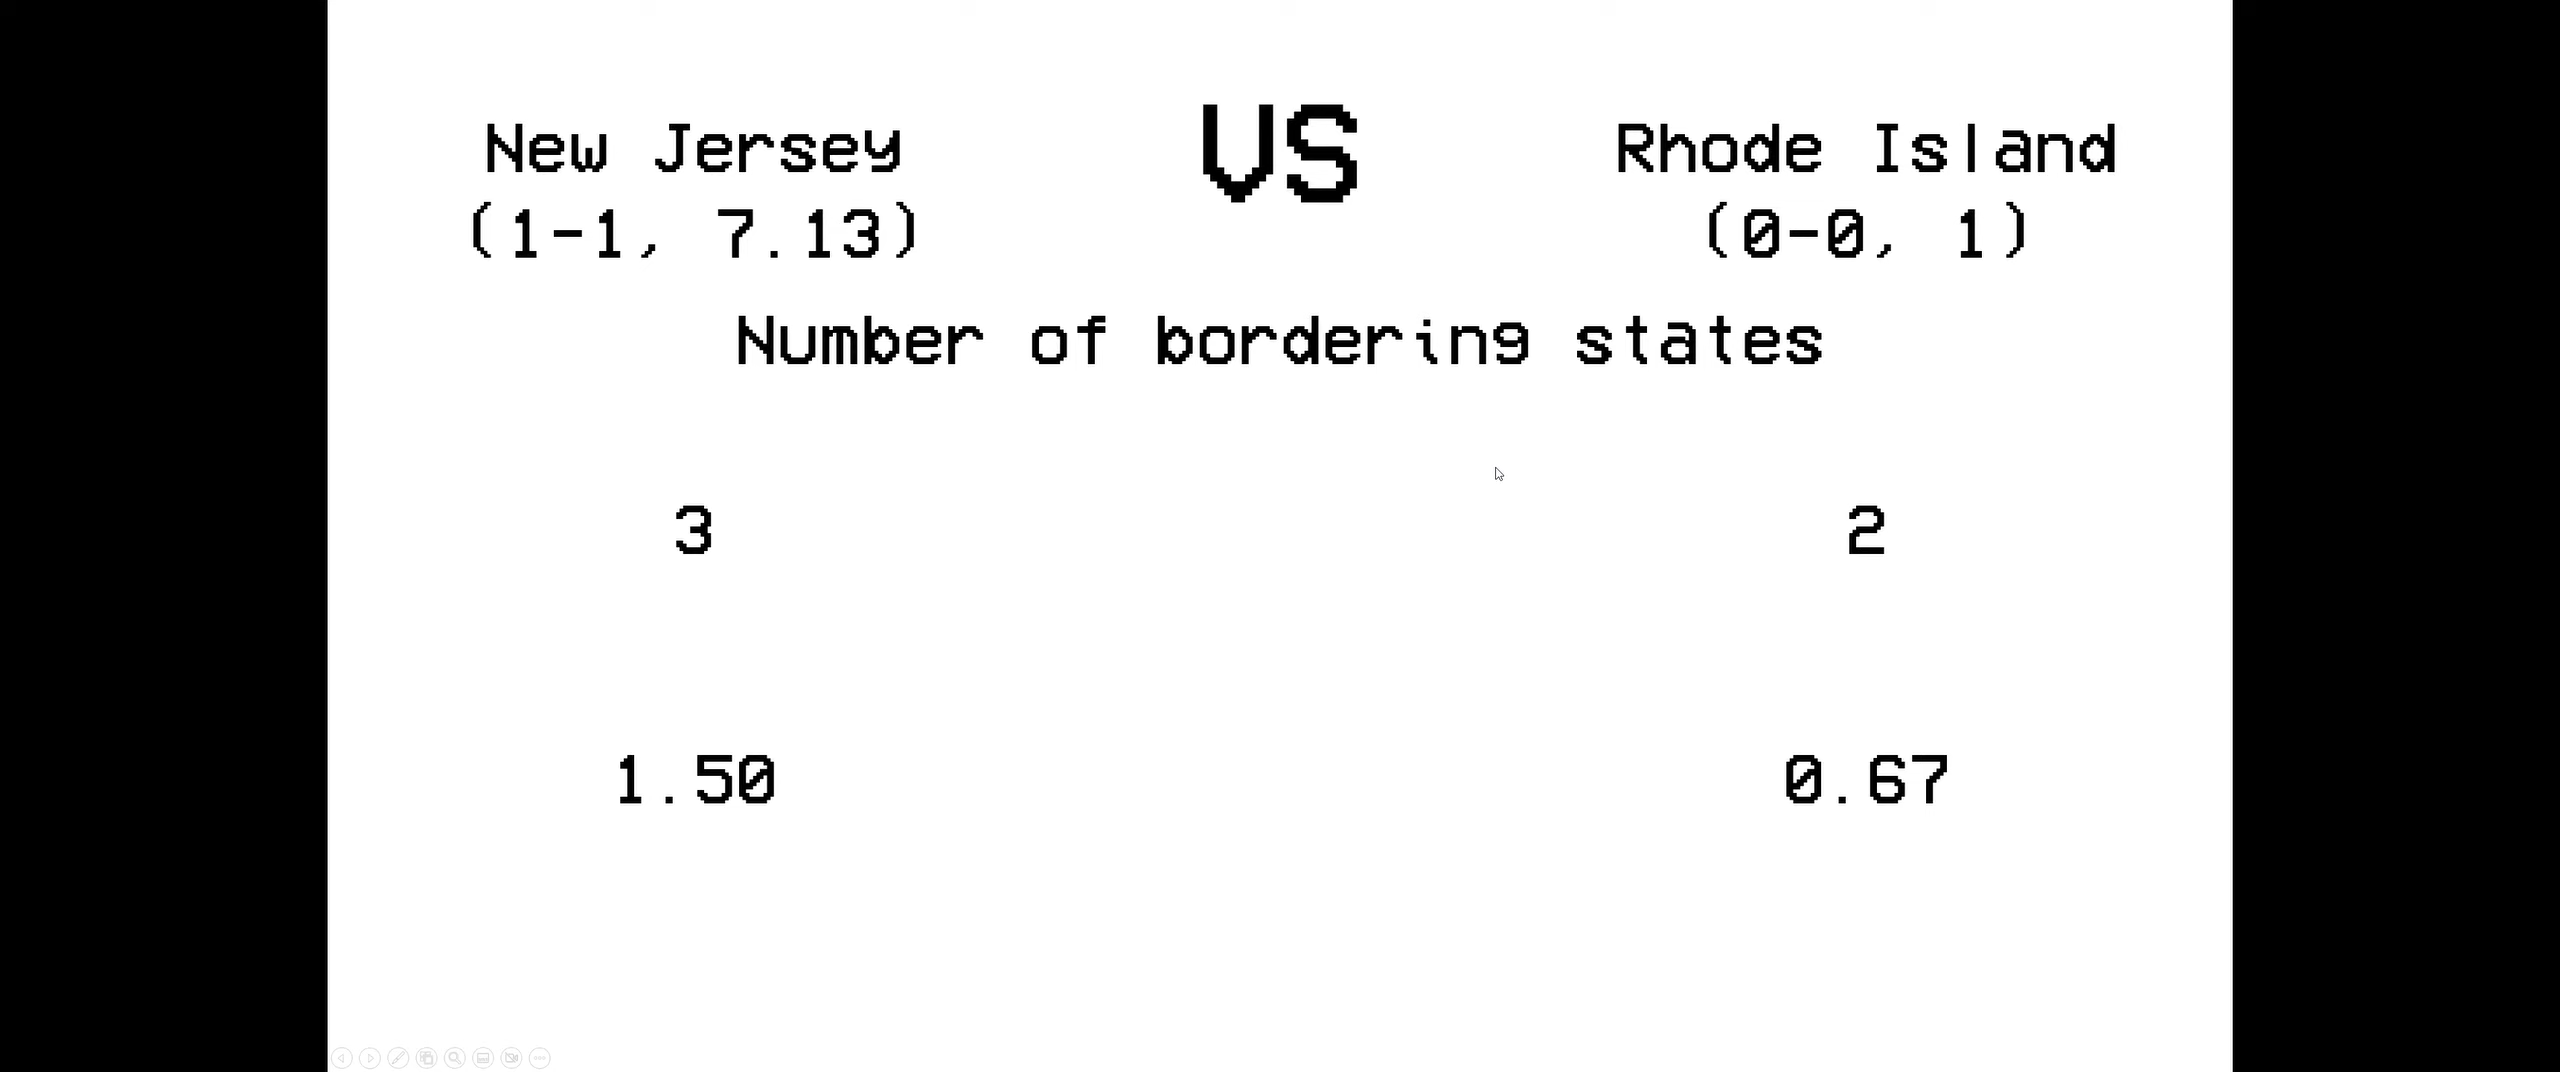 New Jersey VS Rhode Island
(1-1, 7.13) (0-0, 1)
Number of bordering states
3 2
1.50 0.67